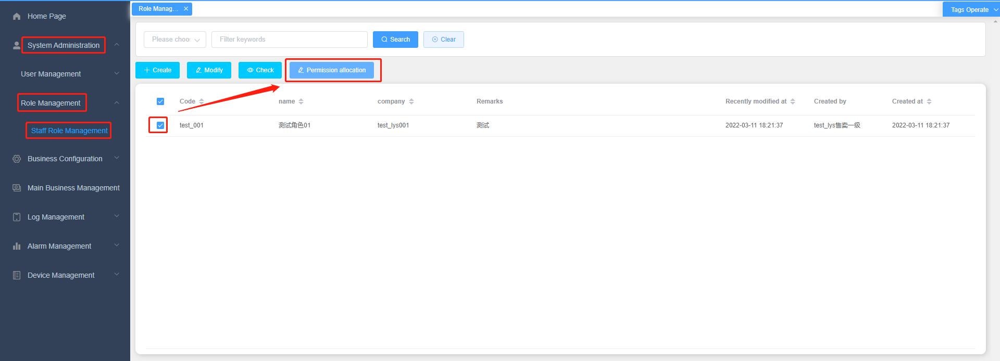 Home Page
System Administration
User Management
Role Management
Staff Role Management
Business Configuration
Main Business Management
Log Management
Alarm Management
Device Management
Role Manag...
Tags Operate
Please choo
Filter keywords
Search
Clear
Create
Modify
Check
Permission allocation
Code name company Remarks Recently modified at Created by Created at
test_001 测试角色01 test_lys001 测试 2022-03-11 18:21:37 test_lys售卖一级 2022-03-11 18:21:37